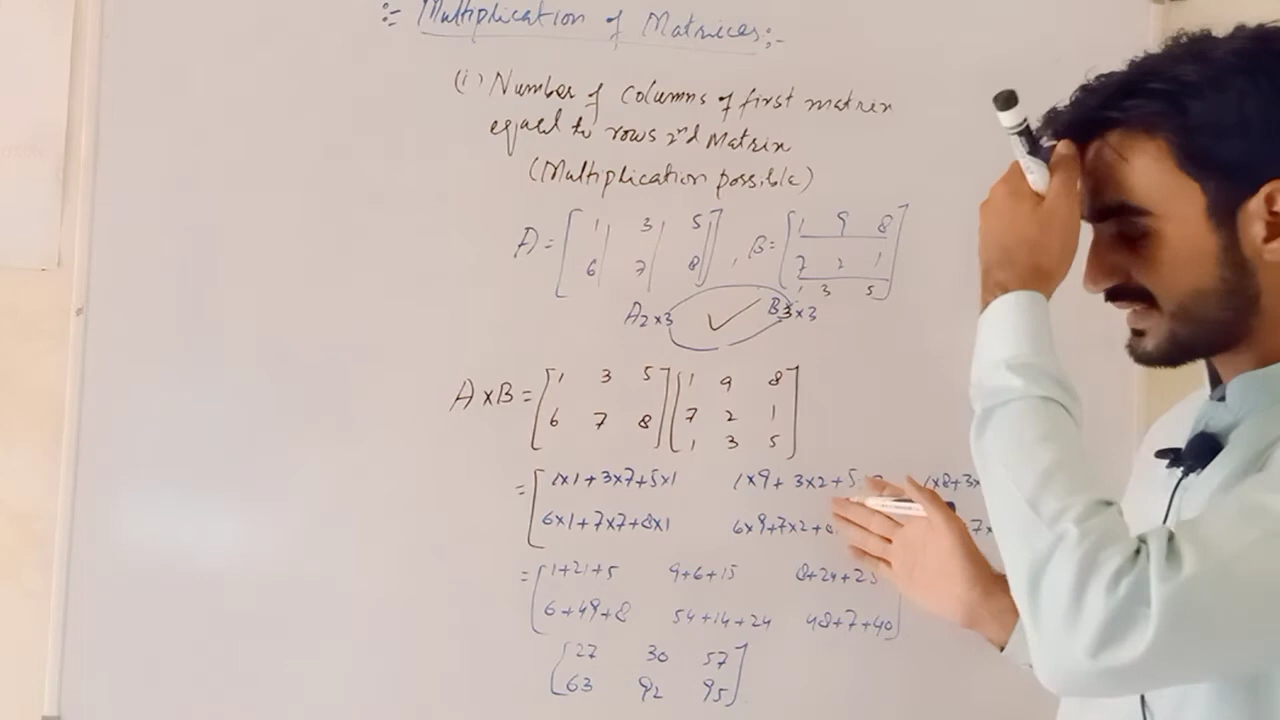 :- Multiplication of Matrices:-
(i) Number of columns of first matrix
equal to rows 2nd Matrix
(Multiplication possible)
A = [ 1 3 5 ] , B = [ 1 9 8 ]
6 7 8 7 2 1
1 3 5
A2×3 ✓ B3×3
A×B = [ 1 3 5 ] [ 1 9 8 ]
6 7 8 7 2 1
1 3 5
= [ 1×1+3×7+5×1 1×9+3×2+5 1×8+3×
6×1+7×7+8×1 6×9+7×2+ 7×
= [ 1+21+5 9+6+15 8+24+25
6+49+8 54+14+24 48+7+40 ]
[ 27 30 57 ]
63 92 95